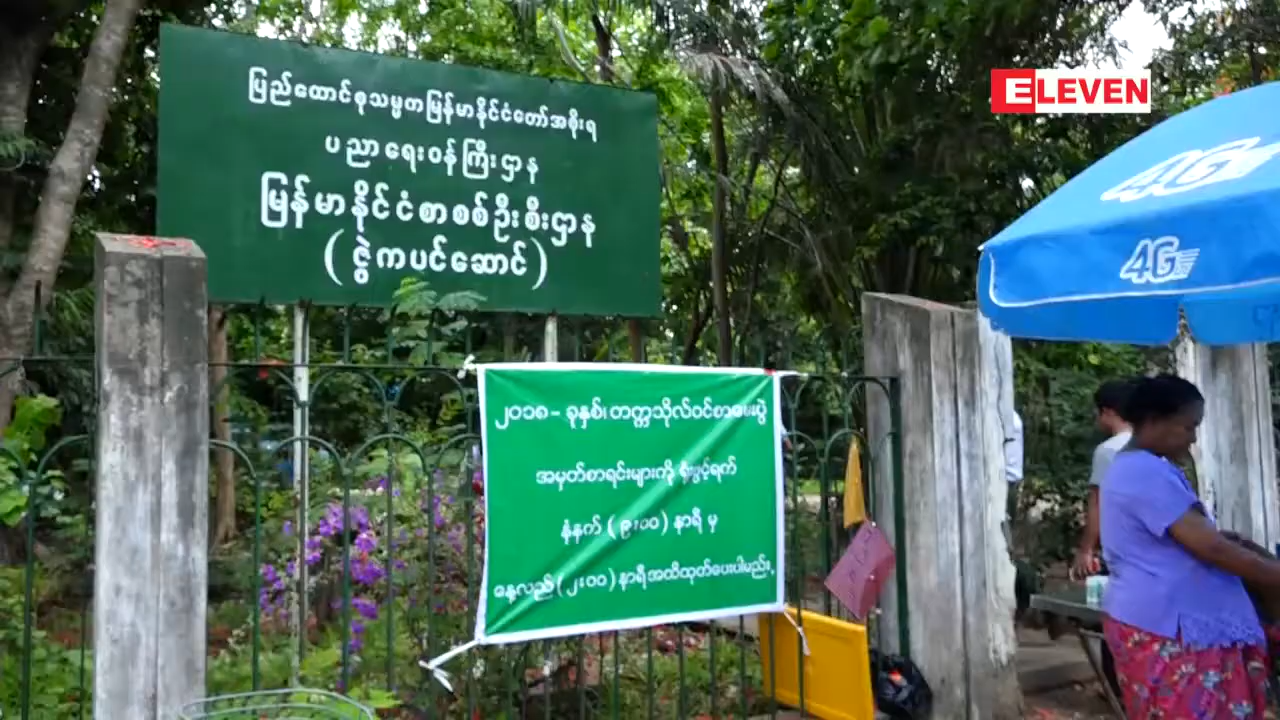 ပြည်ထောင်စုသမ္မတမြန်မာနိုင်ငံတော်အစိုးရ
ပညာရေးဝန်ကြီးဌာန
မြန်မာနိုင်ငံစာစစ်ဦးစီးဌာန
(ငွဲကပင်ဆောင်)
ELEVEN
4G
4G
၂၀၁၈-ခုနှစ်၊ တက္ကသိုလ်ဝင်စာမေးပွဲ
အမှတ်စာရင်းများကို ရုံးဖွင့်ရက်
နံနက် (၉:၀၀) နာရီ မှ
နေ့လည် (၂:၀၀) နာရီအထိထုတ်ပေးပါမည်။